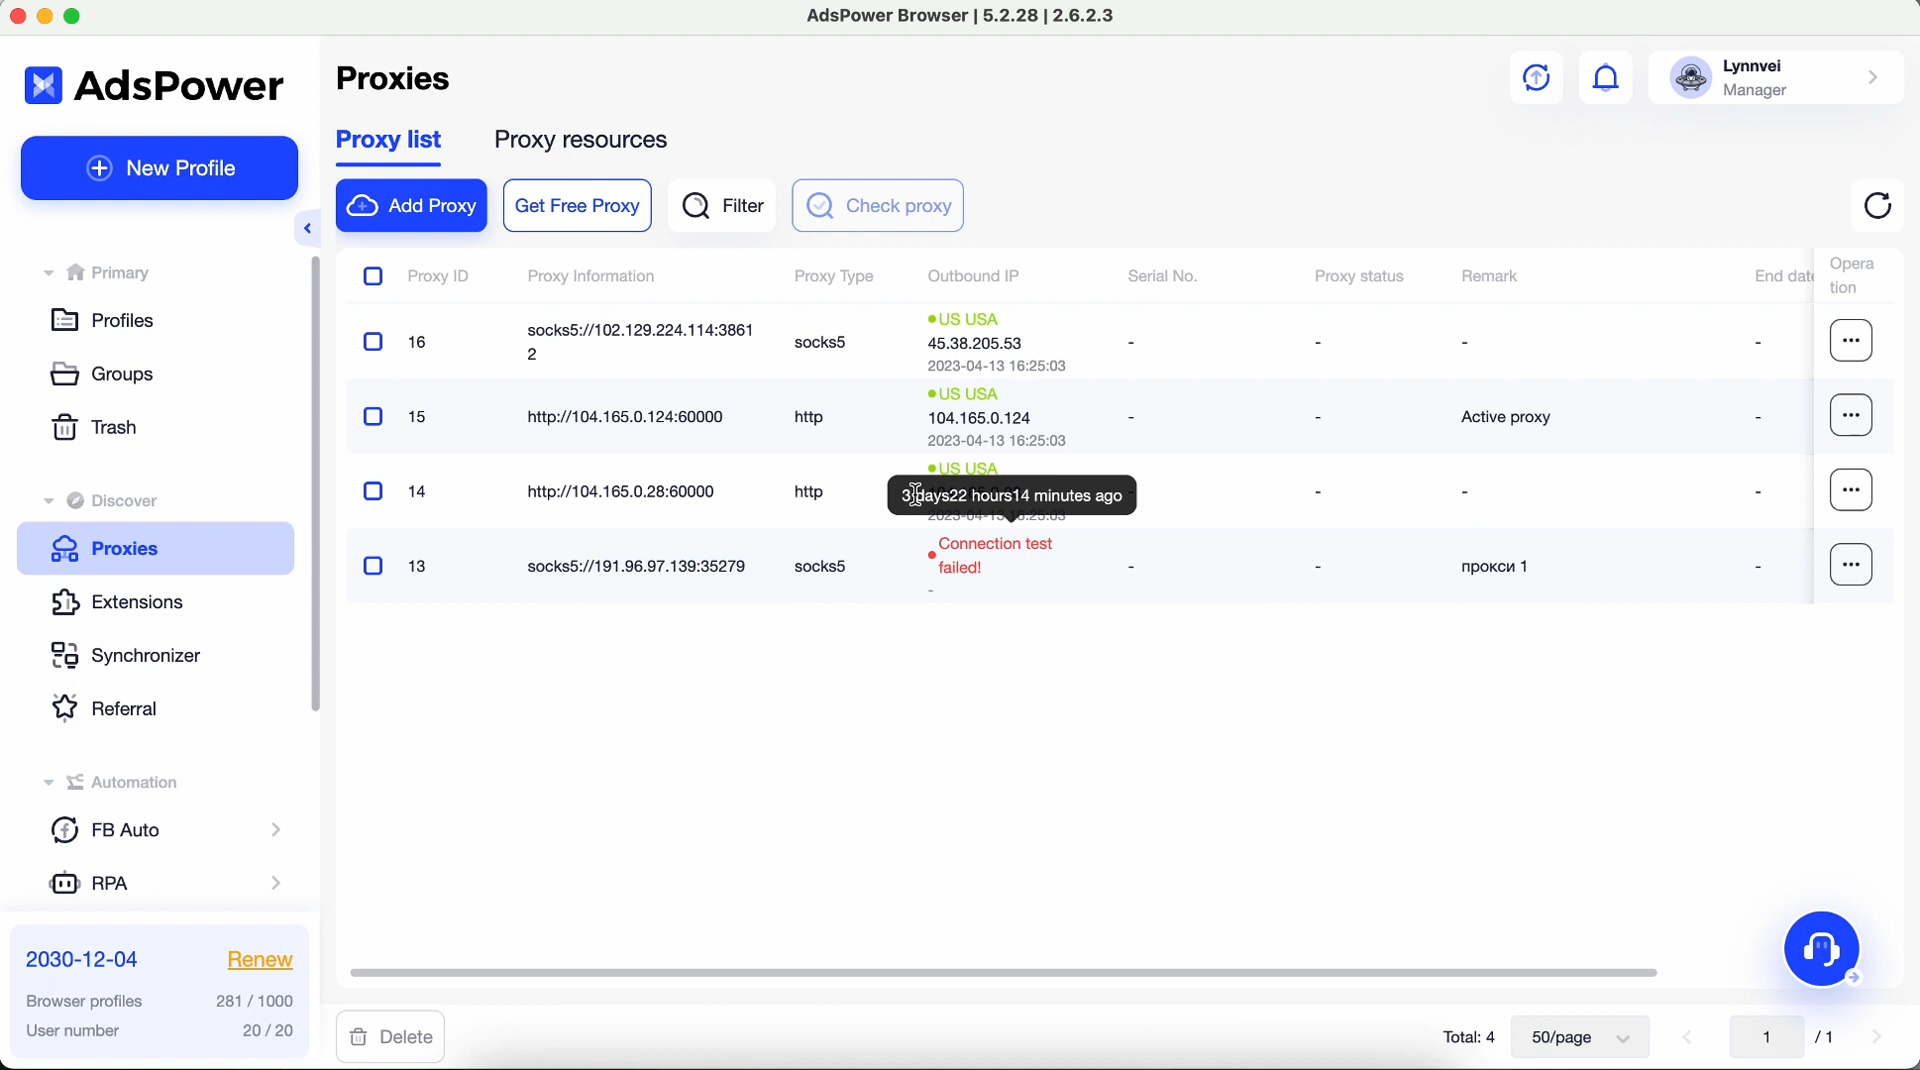 AdsPower Browser | 5.2.28 | 2.6.2.3
AdsPower
New Profile
Primary
Profiles
Groups
Trash
Discover
Proxies
Extensions
Synchronizer
Referral
Automation
FB Auto
RPA
2030-12-04 Renew
Browser profiles 281 / 1000
User number 20 / 20
Proxies
Lynnvei
Manager
Proxy list Proxy resources
Add Proxy Get Free Proxy Filter Check proxy
Proxy ID Proxy Information Proxy Type Outbound IP Serial No. Proxy status Remark End date Opera
tion
16 socks5://102.129.224.114:3861
2
socks5
US USA
45.38.205.53
2023-04-13 16:25:03
- - - -
15 http://104.165.0.124:60000 http
US USA
104.165.0.124
2023-04-13 16:25:03
- - Active proxy -
14 http://104.165.0.28:60000 http
US USA
3 days22 hours14 minutes ago
2023-04-13 16:25:03
- - -
13 socks5://191.96.97.139:35279 socks5
Connection test
failed!
-
- - прокси 1 -
Delete
Total: 4 50/page 1 / 1